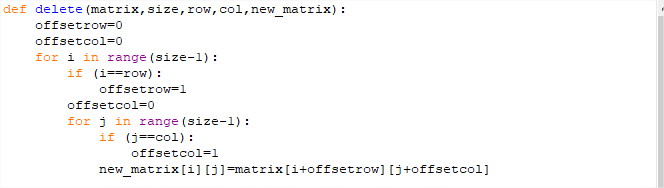 def delete(matrix,size,row,col,new_matrix):
    offsetrow=0
    offsetcol=0
    for i in range(size-1):
        if (i==row):
            offsetrow=1
        offsetcol=0
        for j in range(size-1):
            if (j==col):
                offsetcol=1
            new_matrix[i][j]=matrix[i+offsetrow][j+offsetcol]